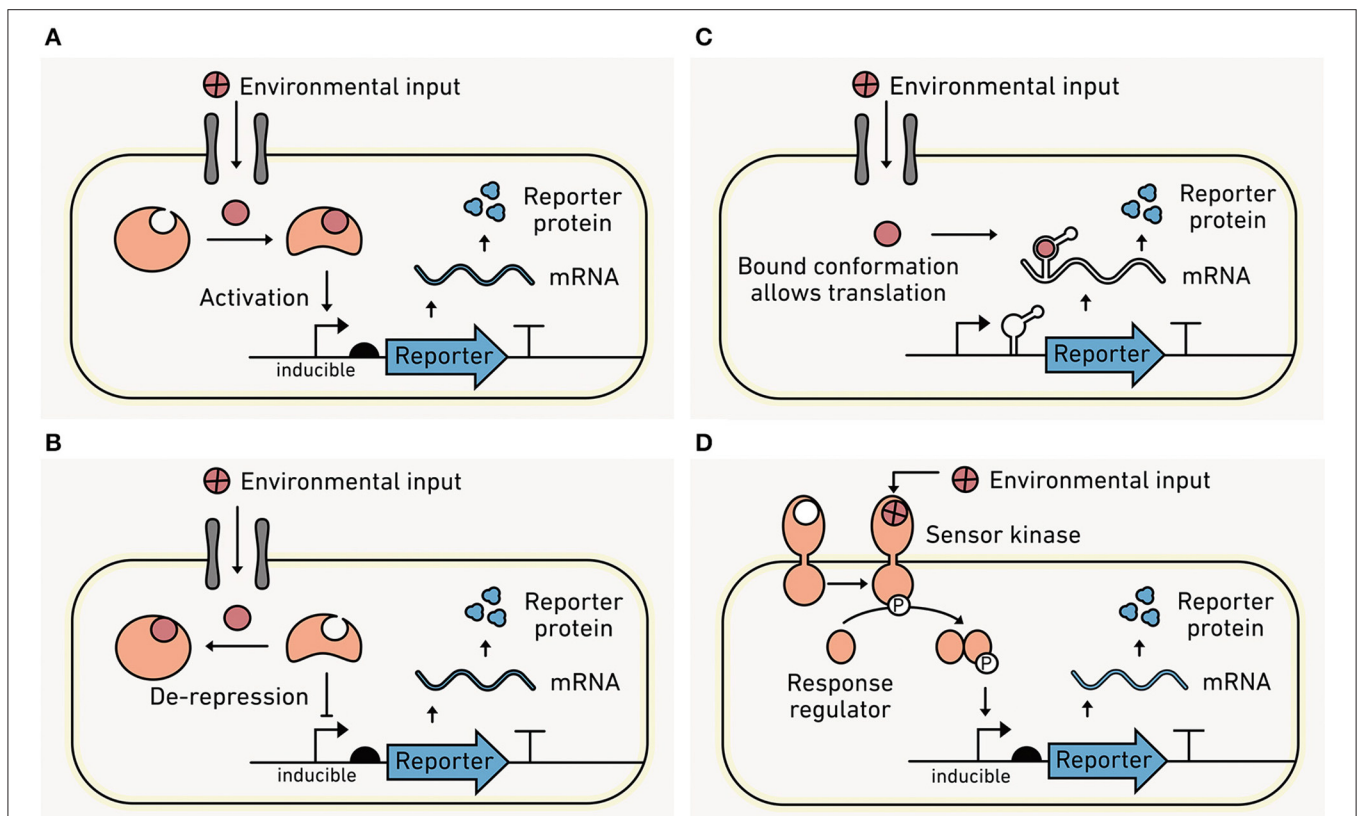 A
Environmental input
Reporter
protein
mRNA
Activation
inducible
Reporter
B
Environmental input
Reporter
protein
mRNA
De-repression
inducible
Reporter
C
Environmental input
Reporter
protein
Bound conformation
allows translation
mRNA
Reporter
D
Environmental input
Sensor kinase
P
P
Response
regulator
Reporter
protein
mRNA
inducible
Reporter